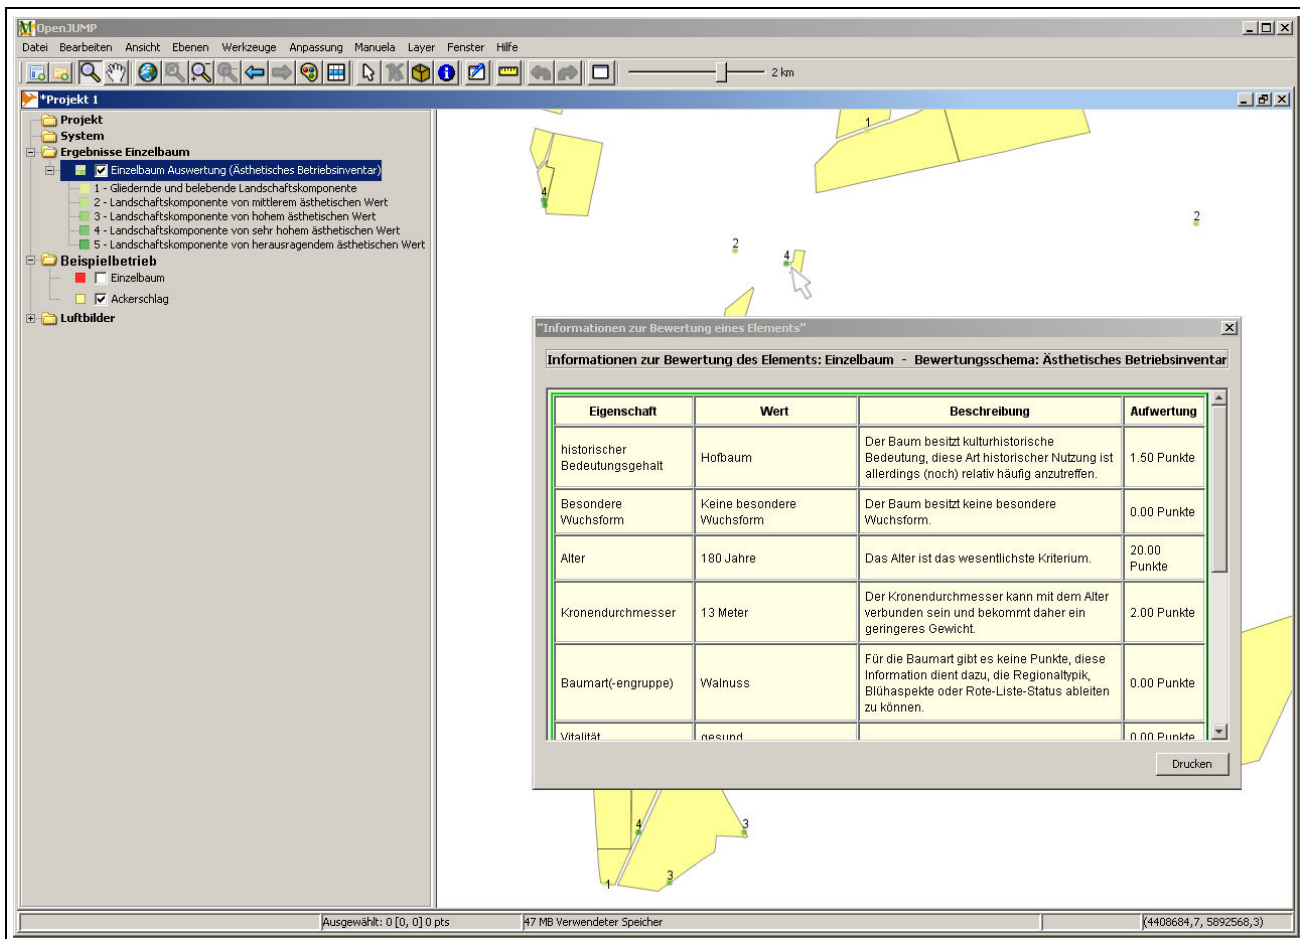 OpenJUMP
Datei Bearbeiten Ansicht Ebenen Werkzeuge Anpassung Manuela Layer Fenster Hilfe
2 km
*Projekt 1
Projekt
System
Ergebnisse Einzelbaum
Einzelbaum Auswertung (Ästhetisches Betriebsinventar)
1 - Gliedernde und belebende Landschaftskomponente
2 - Landschaftskomponente von mittlerem ästhetischen Wert
3 - Landschaftskomponente von hohem ästhetischen Wert
4 - Landschaftskomponente von sehr hohem ästhetischen Wert
5 - Landschaftskomponente von herausragendem ästhetischen Wert
Beispielbetrieb
Einzelbaum
Ackerschlag
Luftbilder
1
4
2
2
4
"Informationen zur Bewertung eines Elements"
Informationen zur Bewertung des Elements: Einzelbaum - Bewertungsschema: Ästhetisches Betriebsinventar
Eigenschaft Wert Beschreibung Aufwertung
historischer
Bedeutungsgehalt
Hofbaum
Der Baum besitzt kulturhistorische
Bedeutung, diese Art historischer Nutzung ist
allerdings (noch) relativ häufig anzutreffen.
1.50 Punkte
Besondere
Wuchsform
Keine besondere
Wuchsform
Der Baum besitzt keine besondere
Wuchsform.
0.00 Punkte
Alter
180 Jahre
Das Alter ist das wesentlichste Kriterium.
20.00
Punkte
Kronendurchmesser
13 Meter
Der Kronendurchmesser kann mit dem Alter
verbunden sein und bekommt daher ein
geringeres Gewicht.
2.00 Punkte
Baumart(-engruppe)
Walnuss
Für die Baumart gibt es keine Punkte, diese
Information dient dazu, die Regionaltypik,
Blühaspekte oder Rote-Liste-Status ableiten
zu können.
0.00 Punkte
Vitalität
gesund
0.00 Punkte
Drucken
4
3
3
1
Ausgewählt: 0 [0, 0] 0 pts
47 MB Verwendeter Speicher
(4408684,7, 5892568,3)